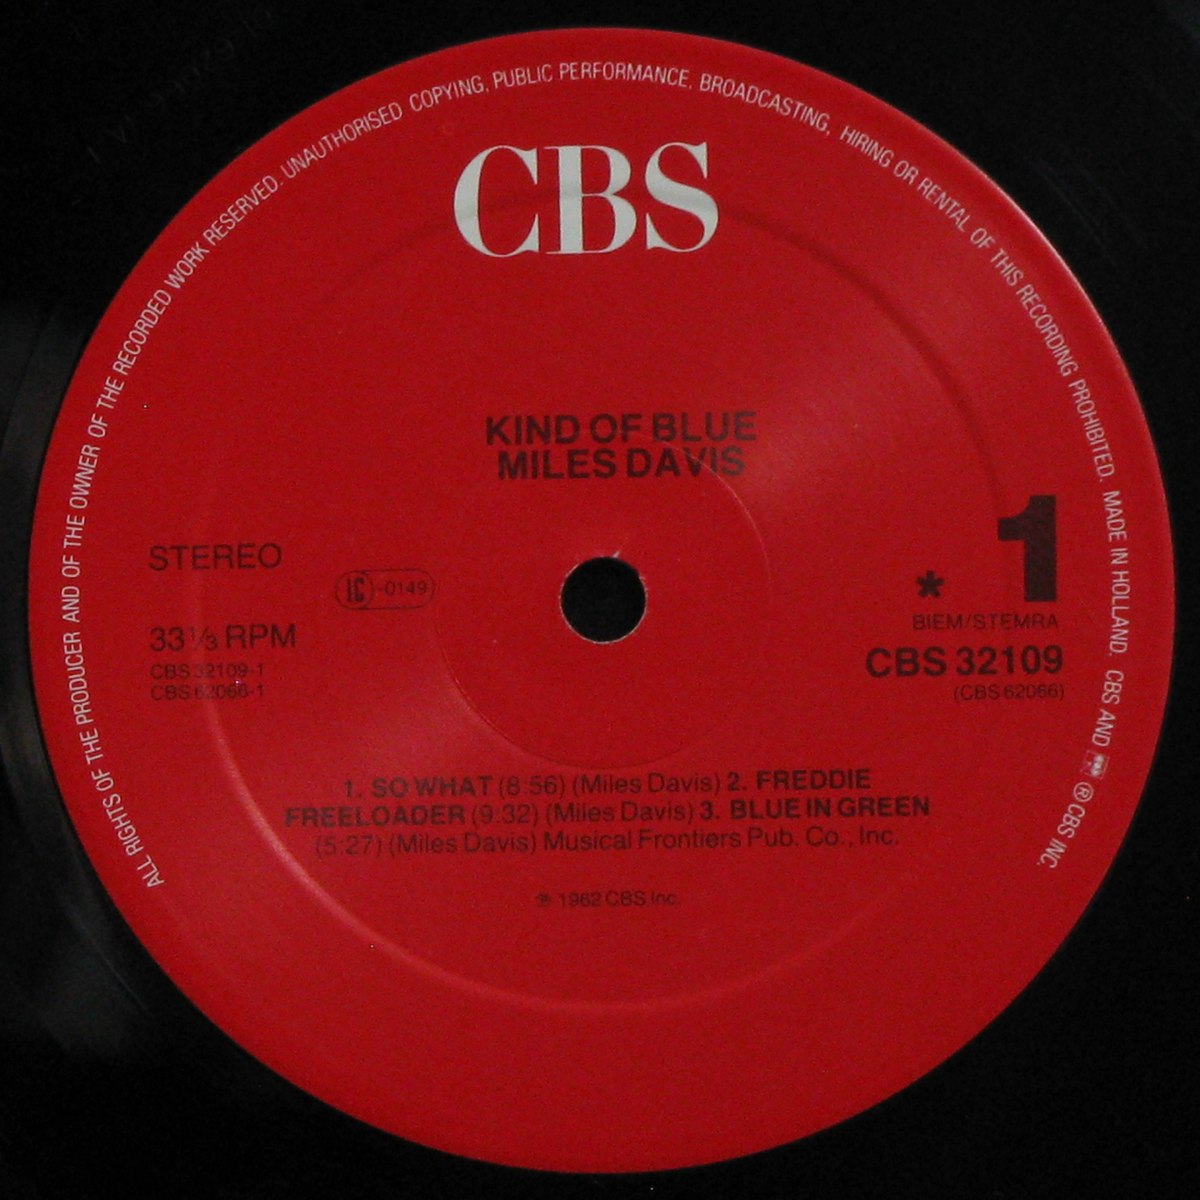 ALL RIGHTS OF THE PRODUCER AND OF THE OWNER OF THE RECORDED WORK RESERVED. UNAUTHORISED COPYING, PUBLIC PERFORMANCE, BROADCASTING, HIRING OR RENTAL OF THIS RECORDING PROHIBITED. MADE IN HOLLAND. CBS AND ® CBS INC.
CBS
KIND OF BLUE
MILES DAVIS
STEREO
IC -0149
33⅓ RPM
CBS 32109-1
CBS 62066-1
* 1
BIEM/STEMRA
CBS 32109
(CBS 62066)
1. SO WHAT (8:56) (Miles Davis) 2. FREDDIE
FREELOADER (9:32) (Miles Davis) 3. BLUE IN GREEN
(5:27) (Miles Davis) Musical Frontiers Pub. Co., Inc.
℗ 1962 CBS Inc.